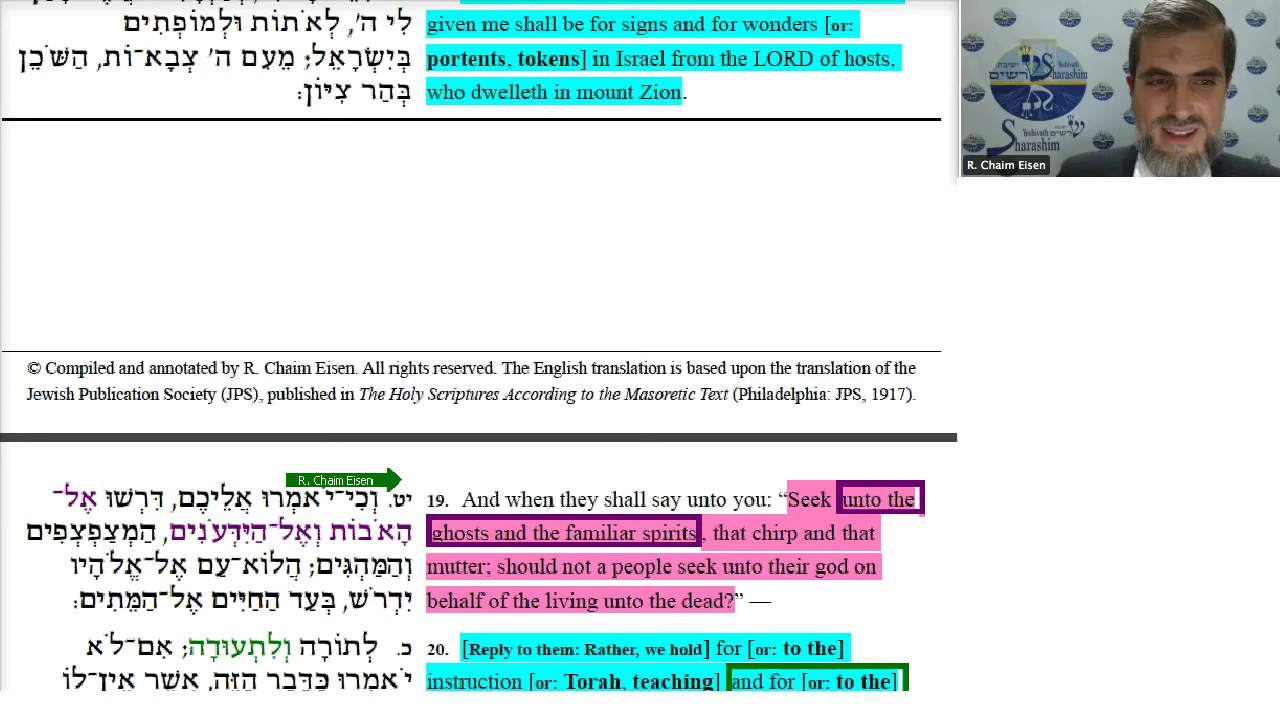 לִי ה', לְאֹתוֹת וּלְמוֹפְתִים
בְּיִשְׂרָאֵל; מֵעִם ה' צְבָא־וֹת, הַשֹּׁכֵן
בְּהַר צִיּוֹן:
given me shall be for signs and for wonders [or:
portents, tokens] in Israel from the LORD of hosts,
who dwelleth in mount Zion.
© Compiled and annotated by R. Chaim Eisen. All rights reserved. The English translation is based upon the translation of the
Jewish Publication Society (JPS), published in The Holy Scriptures According to the Masoretic Text (Philadelphia: JPS, 1917).
R. Chaim Eisen
יט. וְכִי־יֹאמְרוּ אֲלֵיכֶם, דִּרְשׁוּ אֶל־
הָאֹבוֹת וְאֶל־הַיִּדְּעֹנִים, הַמְצַפְצְפִים
וְהַמַּהְגִּים; הֲלוֹא־עַם אֶל־אֱלֹהָיו
יִדְרֹשׁ, בְּעַד הַחַיִּים אֶל־הַמֵּתִים:
19. And when they shall say unto you: “Seek unto the
ghosts and the familiar spirits, that chirp and that
mutter; should not a people seek unto their god on
behalf of the living unto the dead?” —
כ. לְתוֹרָה וְלִתְעוּדָה; אִם־לֹא
יֹאמְרוּ כַּדָּבָר הַזֶּה, אֲשֶׁר אֵין־לוֹ
20. [Reply to them: Rather, we hold] for [or: to the]
instruction [or: Torah, teaching] and for [or: to the]
ישיבת
שרשים
Sharashim
Yeshivath
Sharashim
R. Chaim Eisen